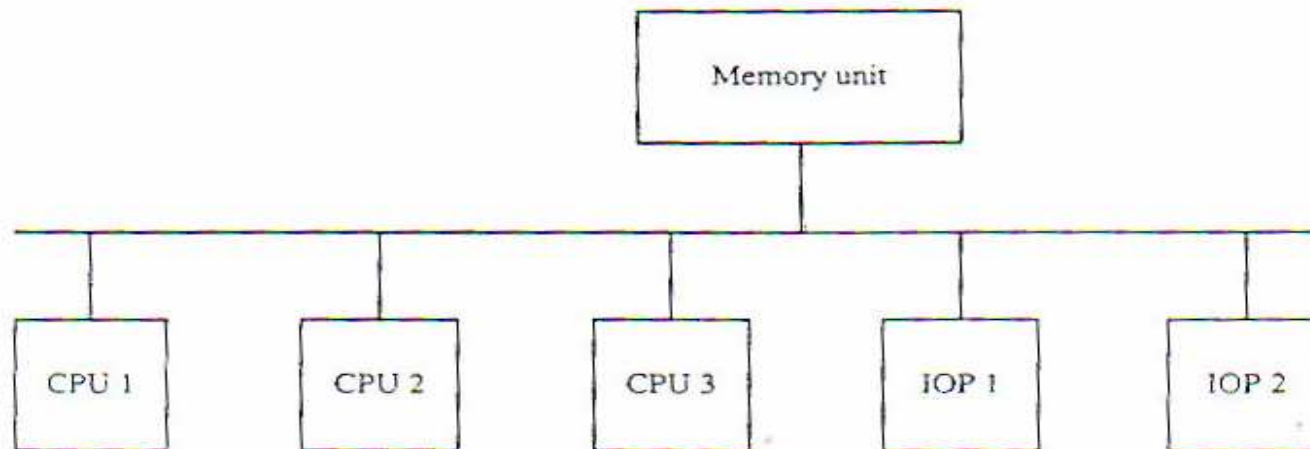 Memory unit
CPU 1
CPU 2
CPU 3
IOP 1
IOP 2